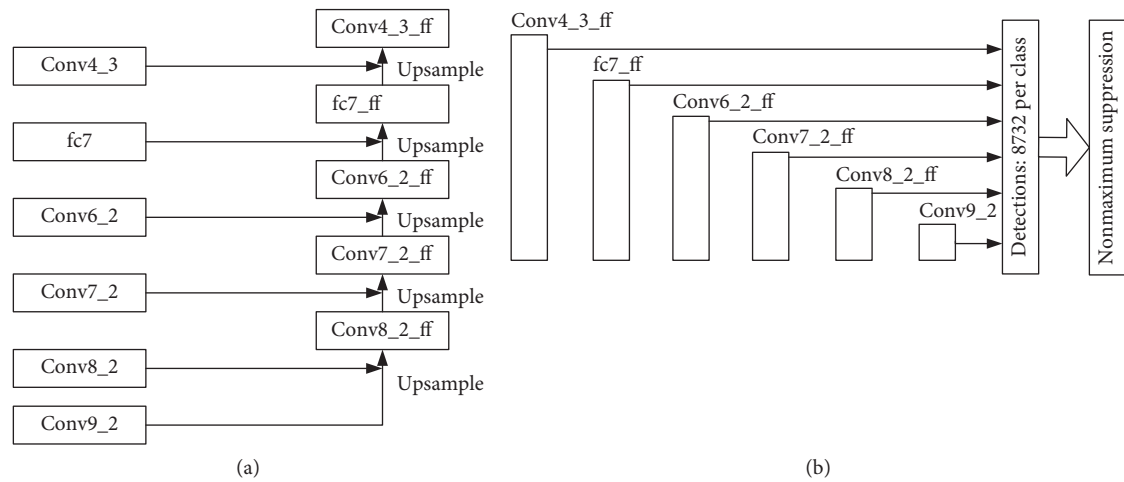 Conv4_3_ff
Conv4_3
Upsample
fc7_ff
fc7
Upsample
Conv6_2_ff
Conv6_2
Upsample
Conv7_2_ff
Conv7_2
Upsample
Conv8_2_ff
Conv8_2
Upsample
Conv9_2
(a)
Conv4_3_ff
fc7_ff
Conv6_2_ff
Conv7_2_ff
Conv8_2_ff
Conv9_2
Detections: 8732 per class
Nonmaximum suppression
(b)